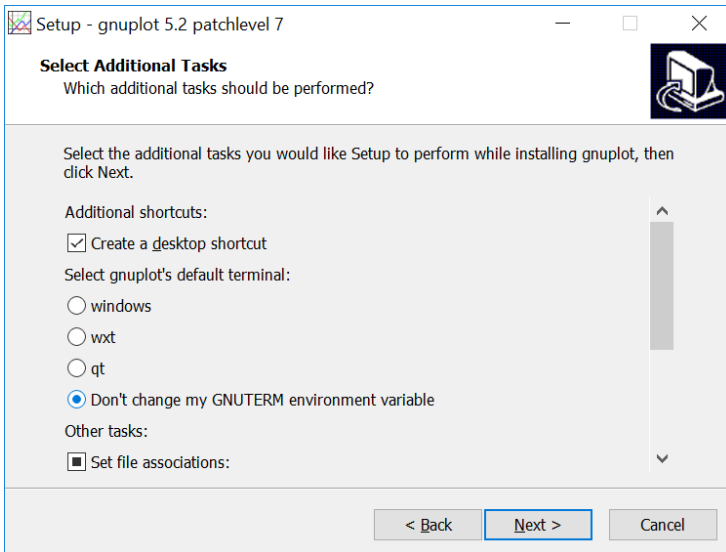 Setup - gnuplot 5.2 patchlevel 7
Select Additional Tasks
Which additional tasks should be performed?
Select the additional tasks you would like Setup to perform while installing gnuplot, then
click Next.
Additional shortcuts:
Create a desktop shortcut
Select gnuplot's default terminal:
windows
wxt
qt
Don't change my GNUTERM environment variable
Other tasks:
Set file associations:
< Back Next > Cancel